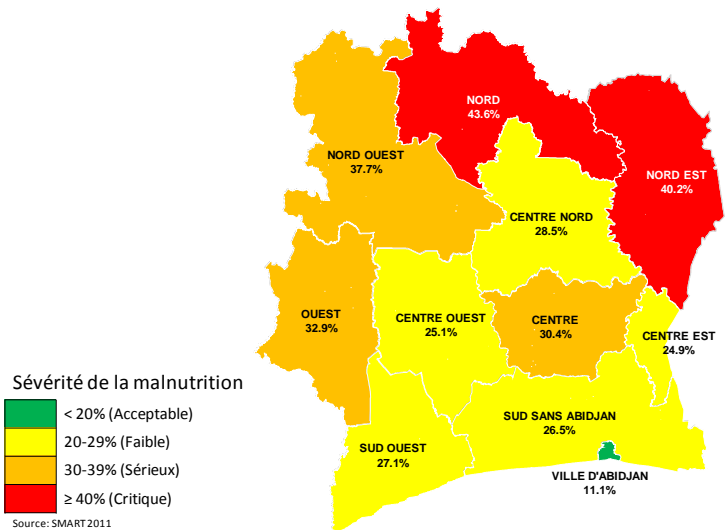 NORD
43.6%
NORD OUEST
37.7%
NORD EST
40.2%
CENTRE NORD
28.5%
OUEST
32.9%
CENTRE OUEST
25.1%
CENTRE
30.4%
CENTRE EST
24.9%
SUD SANS ABIDJAN
26.5%
SUD OUEST
27.1%
VILLE D'ABIDJAN
11.1%
Sévérité de la malnutrition
< 20% (Acceptable)
20-29% (Faible)
30-39% (Sérieux)
≥ 40% (Critique)
Source: SMART 2011